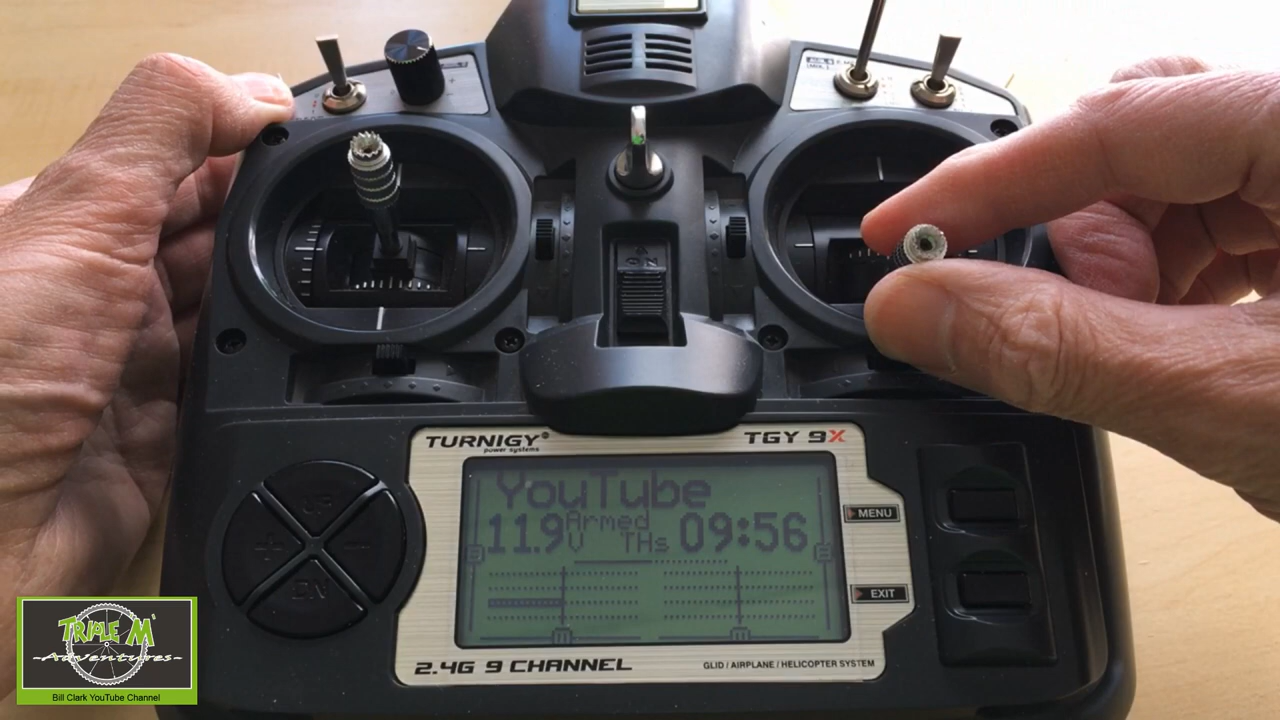 ON
TURNIGY®
power systems
TGY 9X
YouTube
11.9V
Armed
THs
09:56
MENU
EXIT
UP
DN
2.4G 9 CHANNEL
GLID / AIRPLANE / HELICOPTER SYSTEM
TRIPLE M
-Adventures-
Bill Clark YouTube Channel